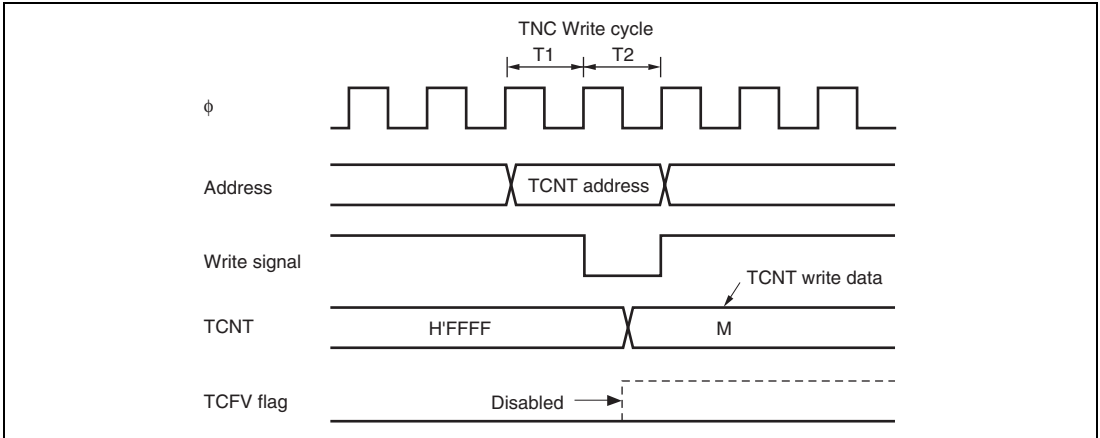 TNC Write cycle
T1 T2
ϕ
Address
TCNT address
Write signal
TCNT write data
TCNT
H'FFFF
M
TCFV flag
Disabled